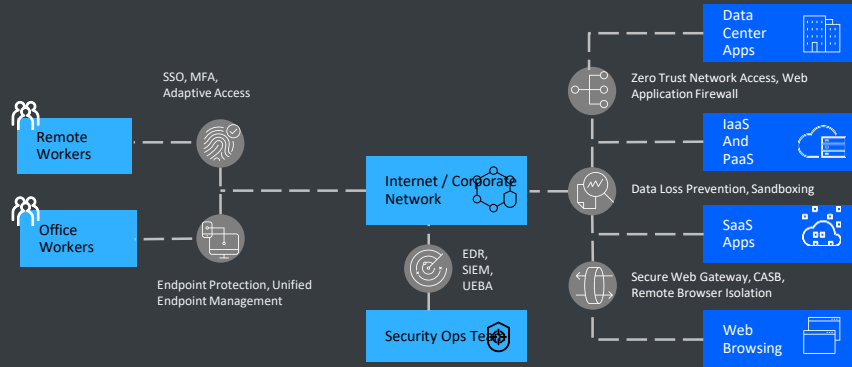 SSO, MFA,
Adaptive Access
Remote
Workers
Office
Workers
Endpoint Protection, Unified
Endpoint Management
Internet / Corporate
Network
EDR,
SIEM,
UEBA
Security Ops Team
Data
Center
Apps
Zero Trust Network Access, Web
Application Firewall
IaaS
And
PaaS
Data Loss Prevention, Sandboxing
SaaS
Apps
Secure Web Gateway, CASB,
Remote Browser Isolation
Web
Browsing